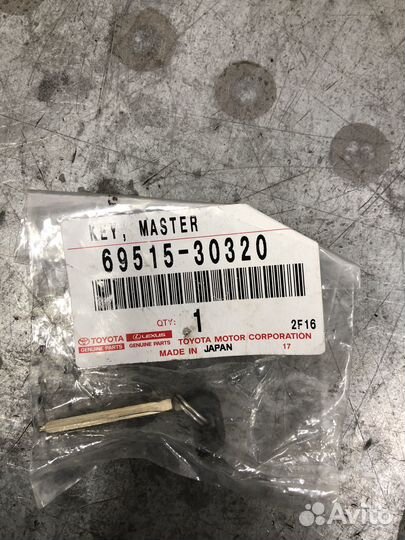 KEY, MASTER
69515-30320
QTY: 1
2F16
TOYOTA LEXUS TOYOTA MOTOR CORPORATION
GENUINE PARTS GENUINE PARTS
MADE IN JAPAN 17
Avito